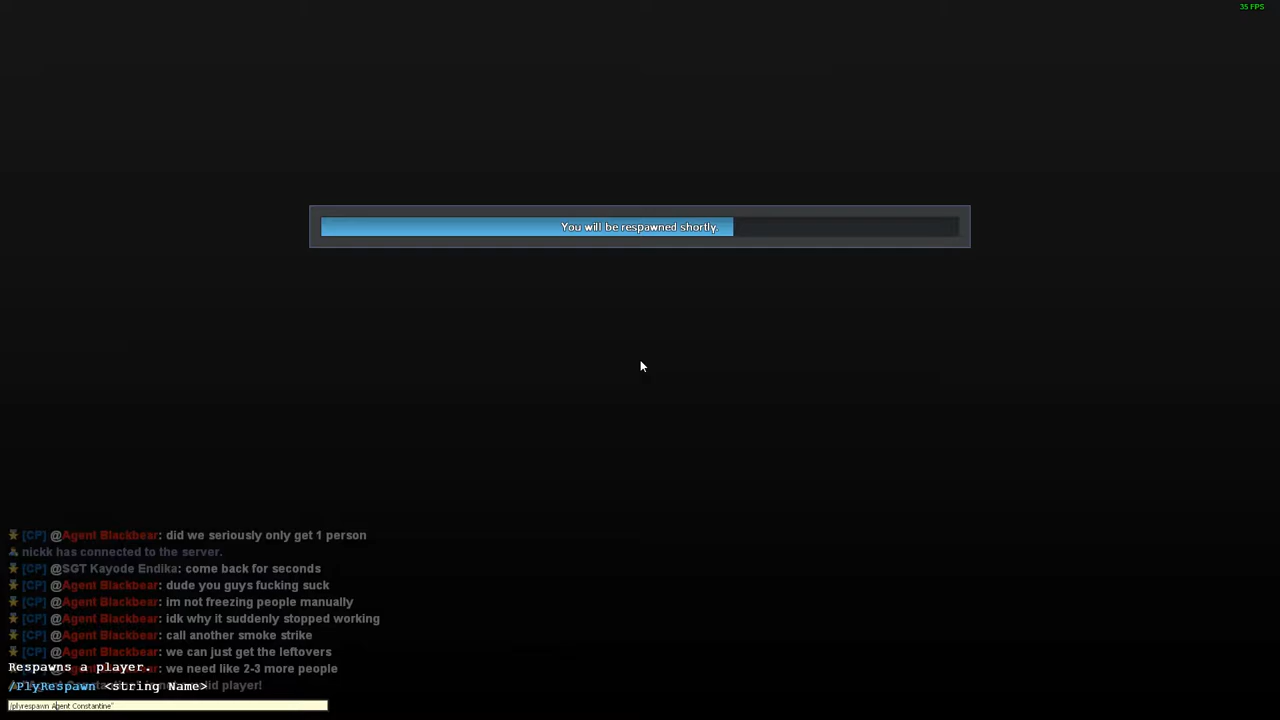 35 FPS
You will be respawned shortly.
[CP] @Agent Blackbear: did we seriously only get 1 person
nickk has connected to the server.
[CP] @SGT Kayode Endika: come back for seconds
[CP] @Agent Blackbear: dude you guys fucking suck
[CP] @Agent Blackbear: im not freezing people manually
[CP] @Agent Blackbear: idk why it suddenly stopped working
[CP] @Agent Blackbear: call another smoke strike
[CP] @Agent Blackbear: we can just get the leftovers
[CP] @Agent Blackbear: we need like 2-3 more people
Respawns a player.
/PlyRespawn <string Name>
valid player!
/plyrespawn Agent Constantine"